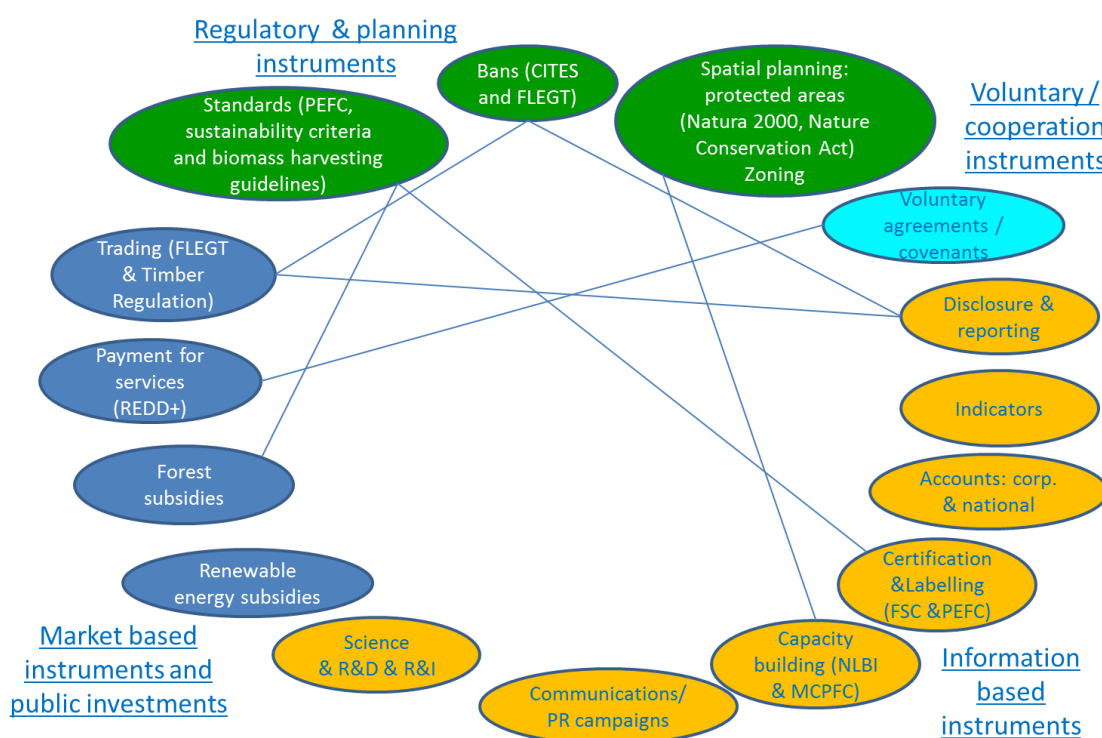 Regulatory & planning
instruments
Bans (CITES
and FLEGT)
Spatial planning:
protected areas
(Natura 2000, Nature
Conservation Act)
Zoning
Standards (PEFC,
sustainability criteria
and biomass harvesting
guidelines)
Voluntary /
cooperation
instruments
Voluntary
agreements /
covenants
Trading (FLEGT
& Timber
Regulation)
Disclosure &
reporting
Payment for
services
(REDD+)
Indicators
Forest
subsidies
Accounts: corp.
& national
Renewable
energy subsidies
Certification
&Labelling
(FSC &PEFC)
Market based
instruments and
public investments
Science
& R&D & R&I
Capacity
building (NLBI
& MCPFC)
Communications/
PR campaigns
Information
based
instruments